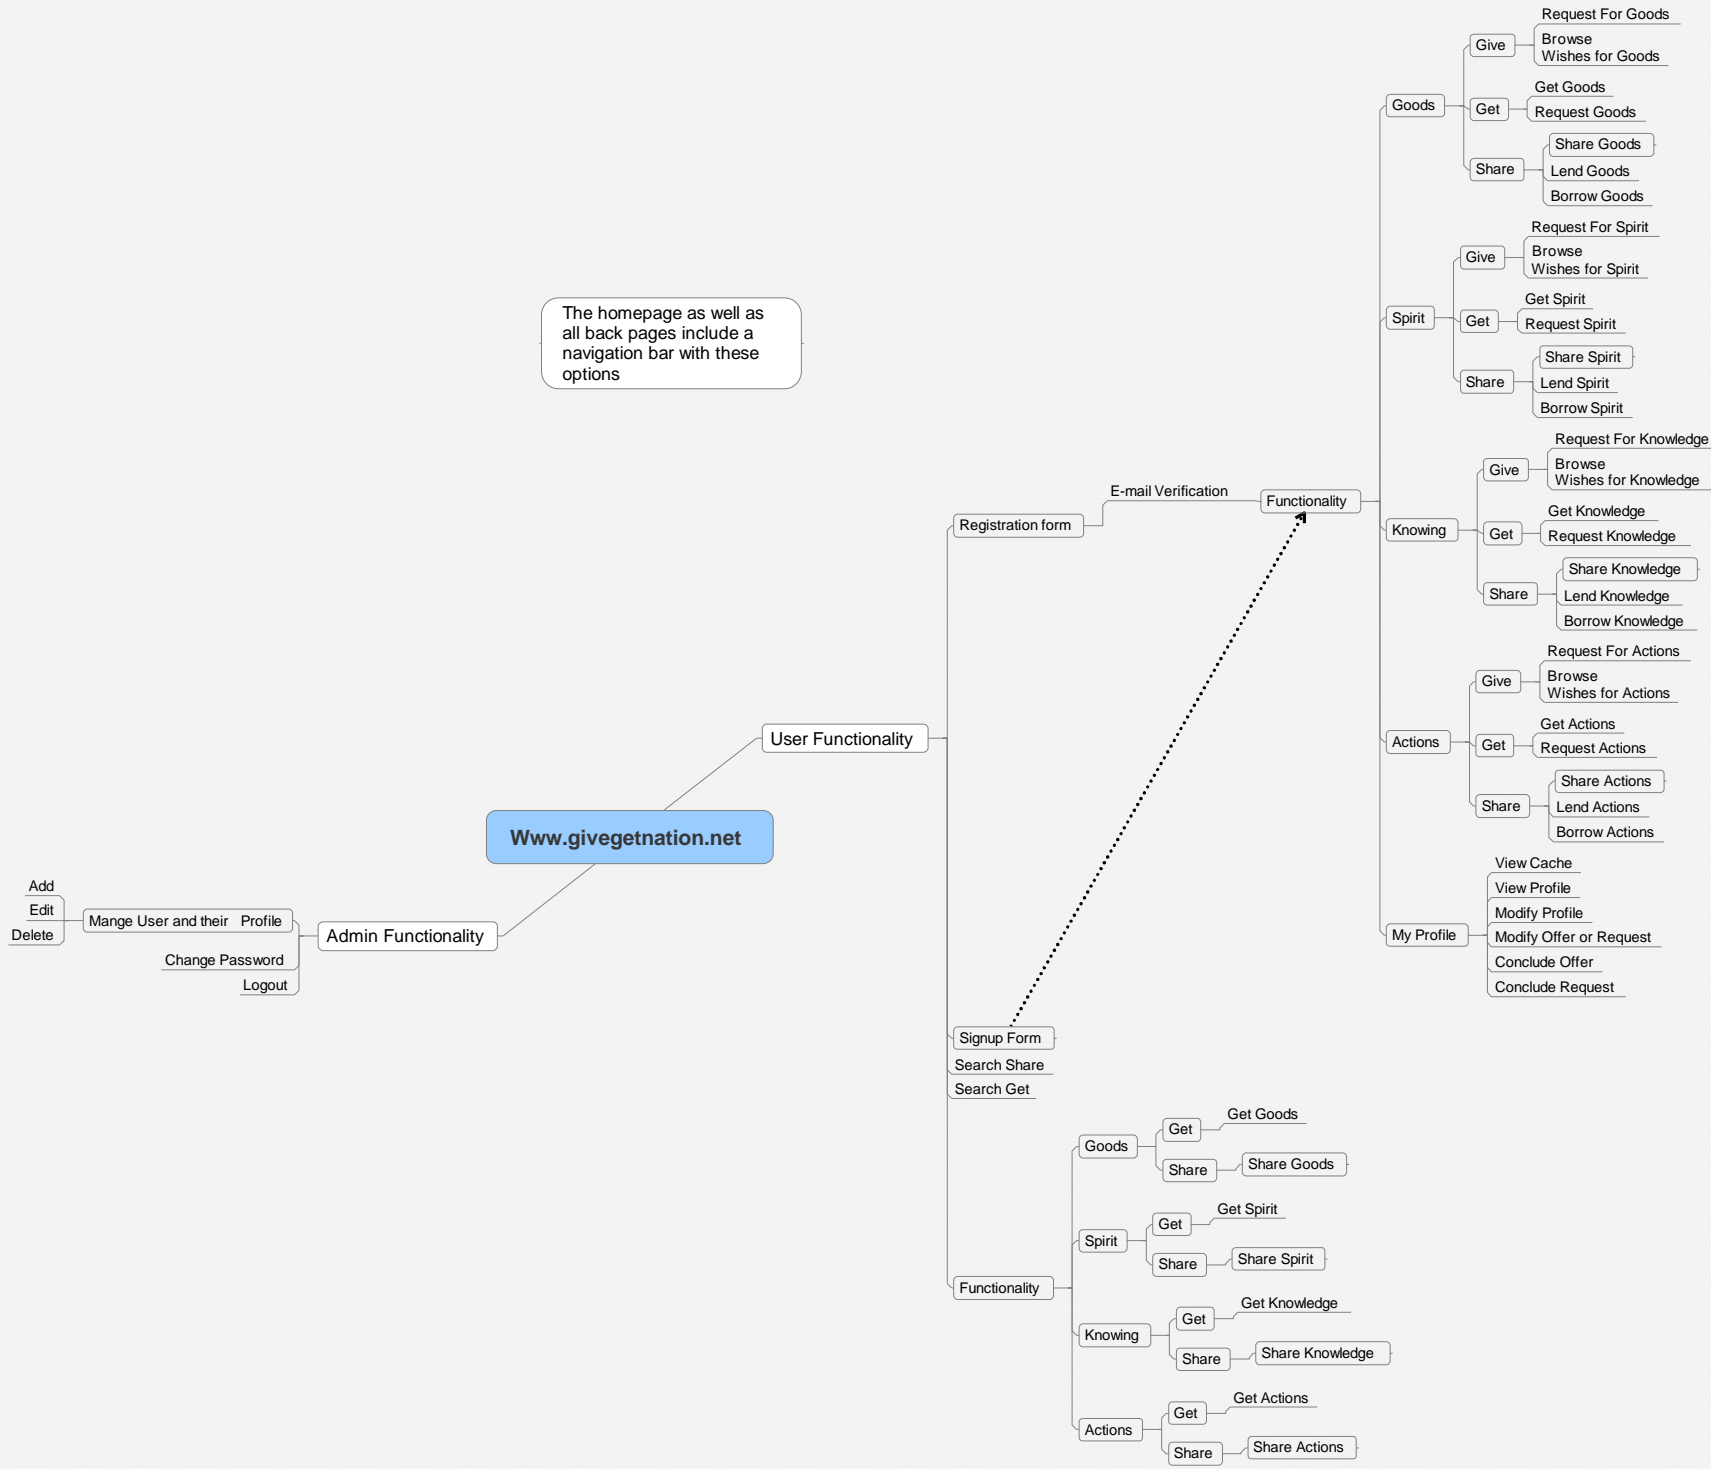 Www.givegetnation.net
The homepage as well as
all back pages include a
navigation bar with these
options
User Functionality
Registration form
E-mail Verification
Functionality
Goods
Give
Request For Goods
Browse
Wishes for Goods
Get
Get Goods
Request Goods
Share
Share Goods
Lend Goods
Borrow Goods
Spirit
Give
Request For Spirit
Browse
Wishes for Spirit
Get
Get Spirit
Request Spirit
Share
Share Spirit
Lend Spirit
Borrow Spirit
Knowing
Give
Request For Knowledge
Browse
Wishes for Knowledge
Get
Get Knowledge
Request Knowledge
Share
Share Knowledge
Lend Knowledge
Borrow Knowledge
Actions
Give
Request For Actions
Browse
Wishes for Actions
Get
Get Actions
Request Actions
Share
Share Actions
Lend Actions
Borrow Actions
My Profile
View Cache
View Profile
Modify Profile
Modify Offer or Request
Conclude Offer
Conclude Request
Signup Form
Search Share
Search Get
Functionality
Goods
Get
Get Goods
Share
Share Goods
Spirit
Get
Get Spirit
Share
Share Spirit
Knowing
Get
Get Knowledge
Share
Share Knowledge
Actions
Get
Get Actions
Share
Share Actions
Admin Functionality
Mange User and their Profile
Add
Edit
Delete
Change Password
Logout